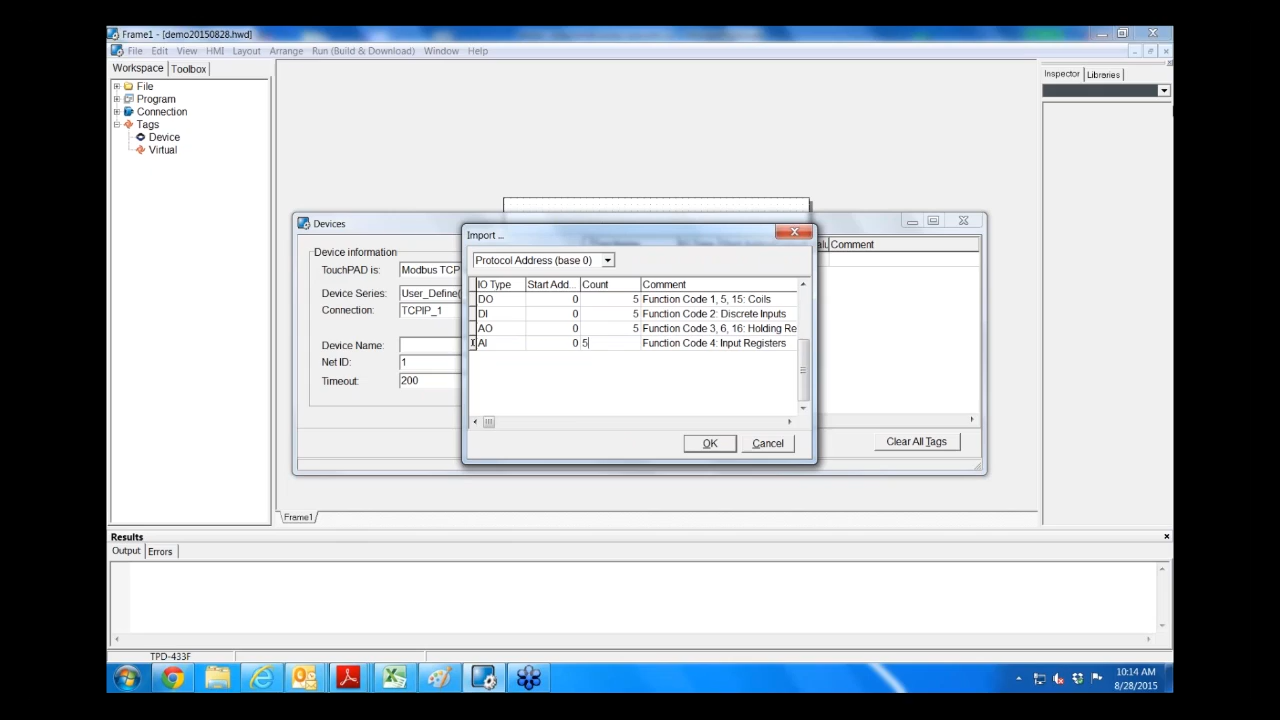 Frame1 - [demo20150828.hwd]
File Edit View HMI Layout Arrange Run (Build & Download) Window Help
Workspace Toolbox
Inspector Libraries
File
Program
Connection
Tags
Device
Virtual
Devices
Device information
TouchPAD is: Modbus TCP
Device Series: User_Define(
Connection: TCPIP_1
Device Name:
Net ID: 1
Timeout: 200
Comment
Clear All Tags
Import ...
Protocol Address (base 0)
IO Type Start Add... Count Comment
DO 0 5 Function Code 1, 5, 15: Coils
DI 0 5 Function Code 2: Discrete Inputs
AO 0 5 Function Code 3, 6, 16: Holding Re
AI 0 5 Function Code 4: Input Registers
OK Cancel
Frame1
Results
Output Errors
TPD-433F
10:14 AM
8/28/2015